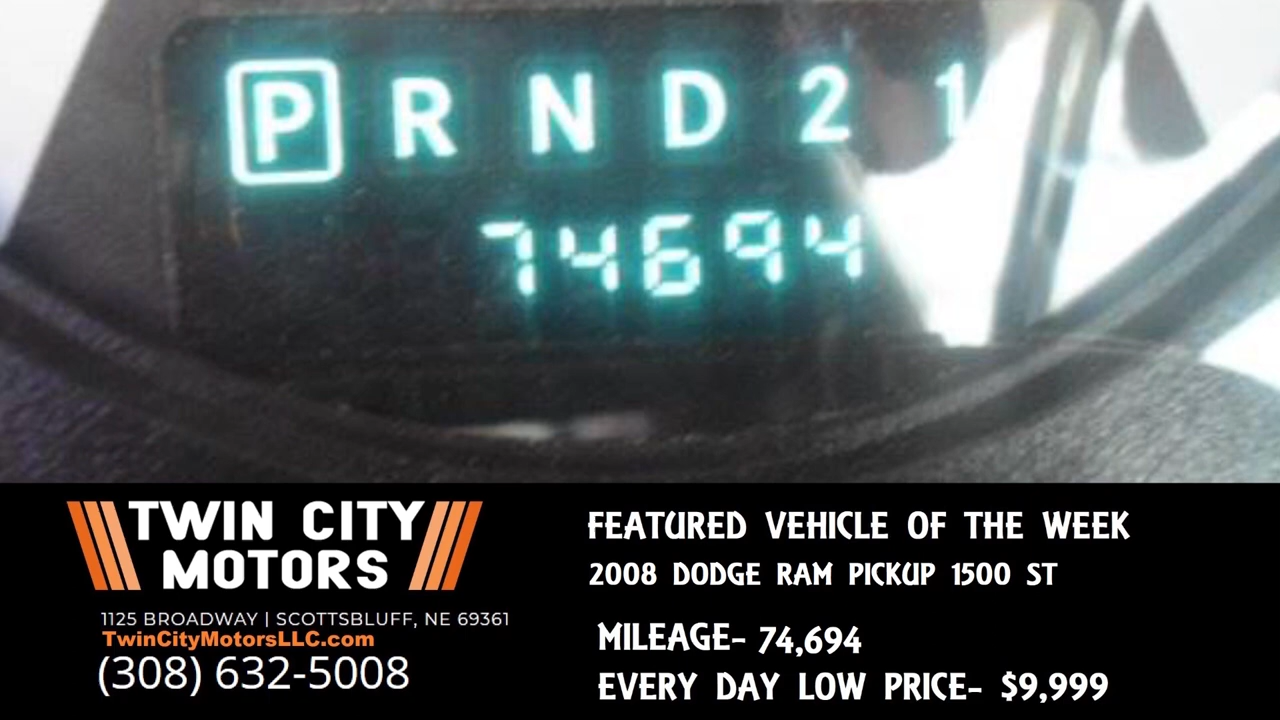 P R N D 2 1
74694
TWIN CITY
MOTORS
1125 BROADWAY | SCOTTSBLUFF, NE 69361
TwinCityMotorsLLC.com
(308) 632-5008
FEATURED VEHICLE OF THE WEEK
2008 DODGE RAM PICKUP 1500 ST
MILEAGE- 74,694
EVERY DAY LOW PRICE- $9,999